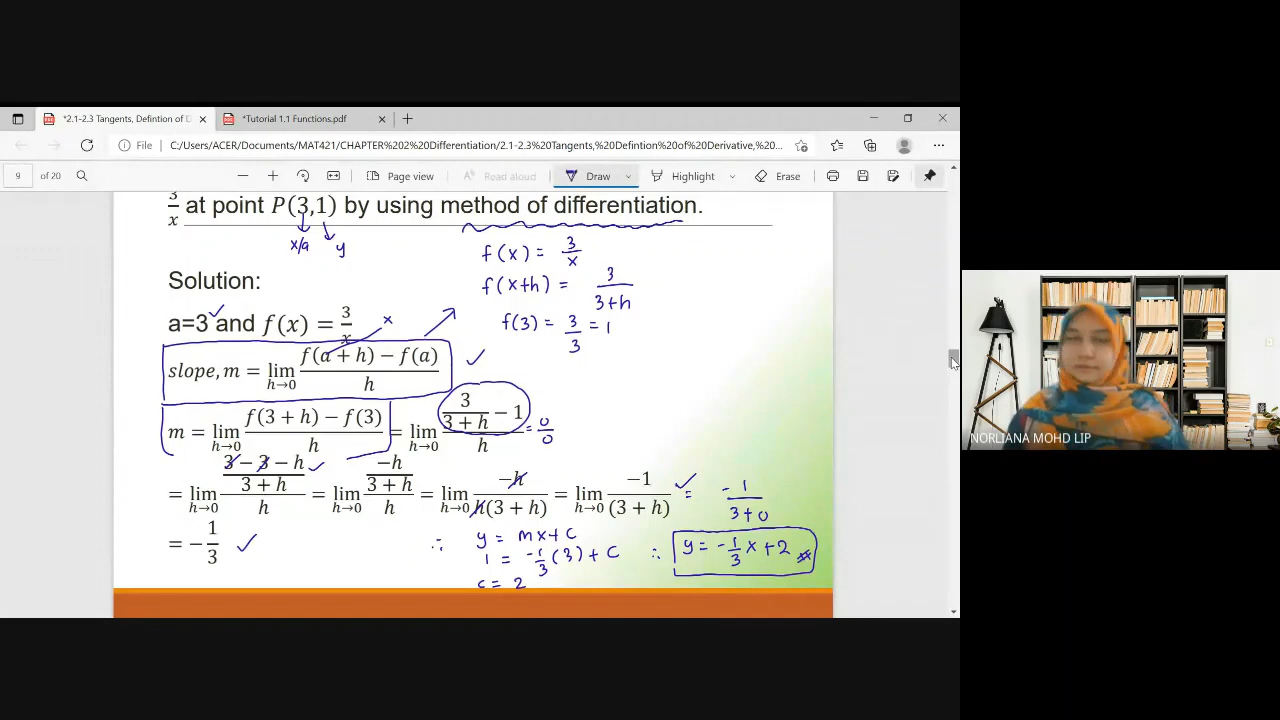 *2.1-2.3 Tangents, Defintion of D
*Tutorial 1.1 Functions.pdf
File
C:/Users/ACER/Documents/MAT421/CHAPTER%202%20Differentiation/2.1-2.3%20Tangents,%20Defintion%20of%20Derivative,%...
9 of 20
Page view
Read aloud
Draw
Highlight
Erase
3/x at point P(3,1) by using method of differentiation.
x/a
y
f(x) = 3/x
Solution:
f(x+h) = 3/(3+h)
a=3 and f(x) = 3/x
x
f(3) = 3/3 = 1
slope, m = lim h→0 (f(a + h) − f(a))/h
m = lim h→0 (f(3 + h) − f(3))/h = lim h→0 (3/(3 + h) − 1)/h = 0/0
= lim h→0 ((3 − 3 − h)/(3 + h))/h = lim h→0 (−h/(3 + h))/h = lim h→0 −h/(h(3 + h)) = lim h→0 −1/(3 + h) = -1/(3+0)
= −1/3
∴ y = mx+c
1 = -1/3 (3) + c
c = 2
∴ y = -1/3 x + 2
NORLIANA MOHD LIP